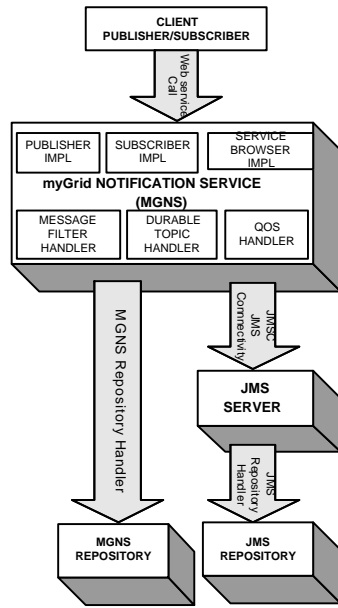 CLIENT
PUBLISHER/SUBSCRIBER
Web service
Call
PUBLISHER
IMPL
SUBSCRIBER
IMPL
SERVICE
BROWSER
IMPL
myGrid NOTIFICATION SERVICE
(MGNS)
MESSAGE
FILTER
HANDLER
DURABLE
TOPIC
HANDLER
QOS
HANDLER
MGNS Repository Handler
JMSC
JMS
Comnnectivity
JMS
SERVER
JMS
Repository
Handler
MGNS
REPOSITORY
JMS
REPOSITORY